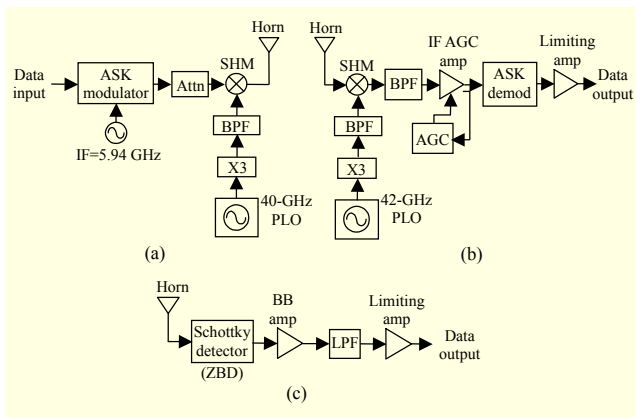 Horn
SHM
Data
input
ASK
modulator
Attn
BPF
IF=5.94 GHz
X3
40-GHz
PLO
(a)
Horn
SHM
IF AGC
amp
Limiting
amp
BPF
ASK
demod
Data
output
BPF
AGC
X3
42-GHz
PLO
(b)
Horn
BB
amp
Limiting
amp
Schottky
detector
LPF
Data
output
(ZBD)
(c)